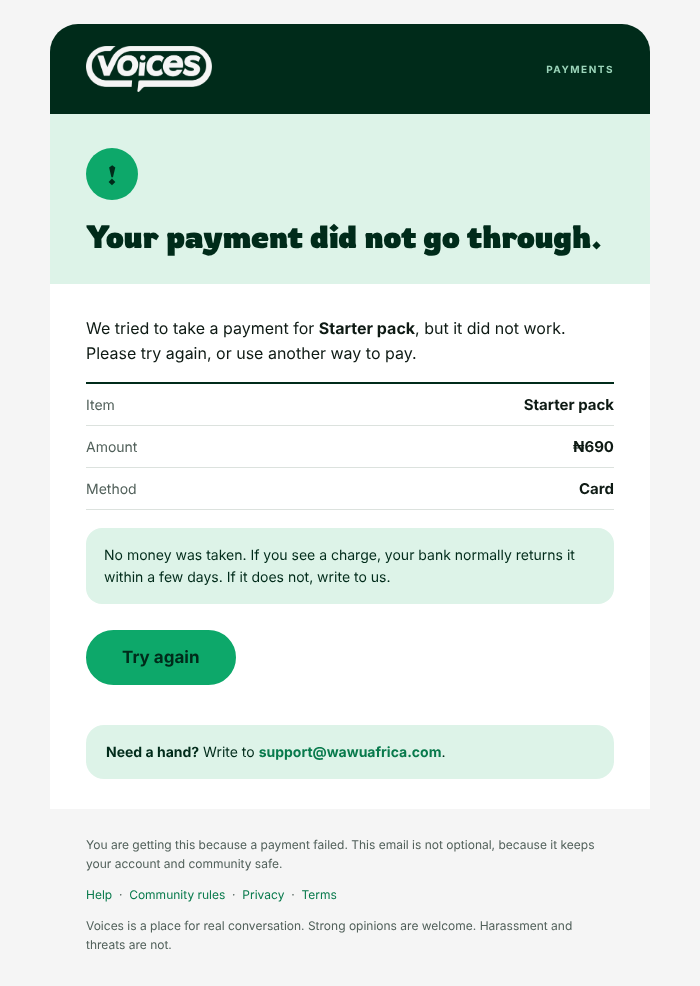 Voices
PAYMENTS
!
Your payment did not go through.
We tried to take a payment for Starter pack, but it did not work.
Please try again, or use another way to pay.
Item Starter pack
Amount ₦690
Method Card
No money was taken. If you see a charge, your bank normally returns it
within a few days. If it does not, write to us.
Try again
Need a hand? Write to support@wawuafrica.com.
You are getting this because a payment failed. This email is not optional, because it keeps
your account and community safe.
Help · Community rules · Privacy · Terms
Voices is a place for real conversation. Strong opinions are welcome. Harassment and
threats are not.